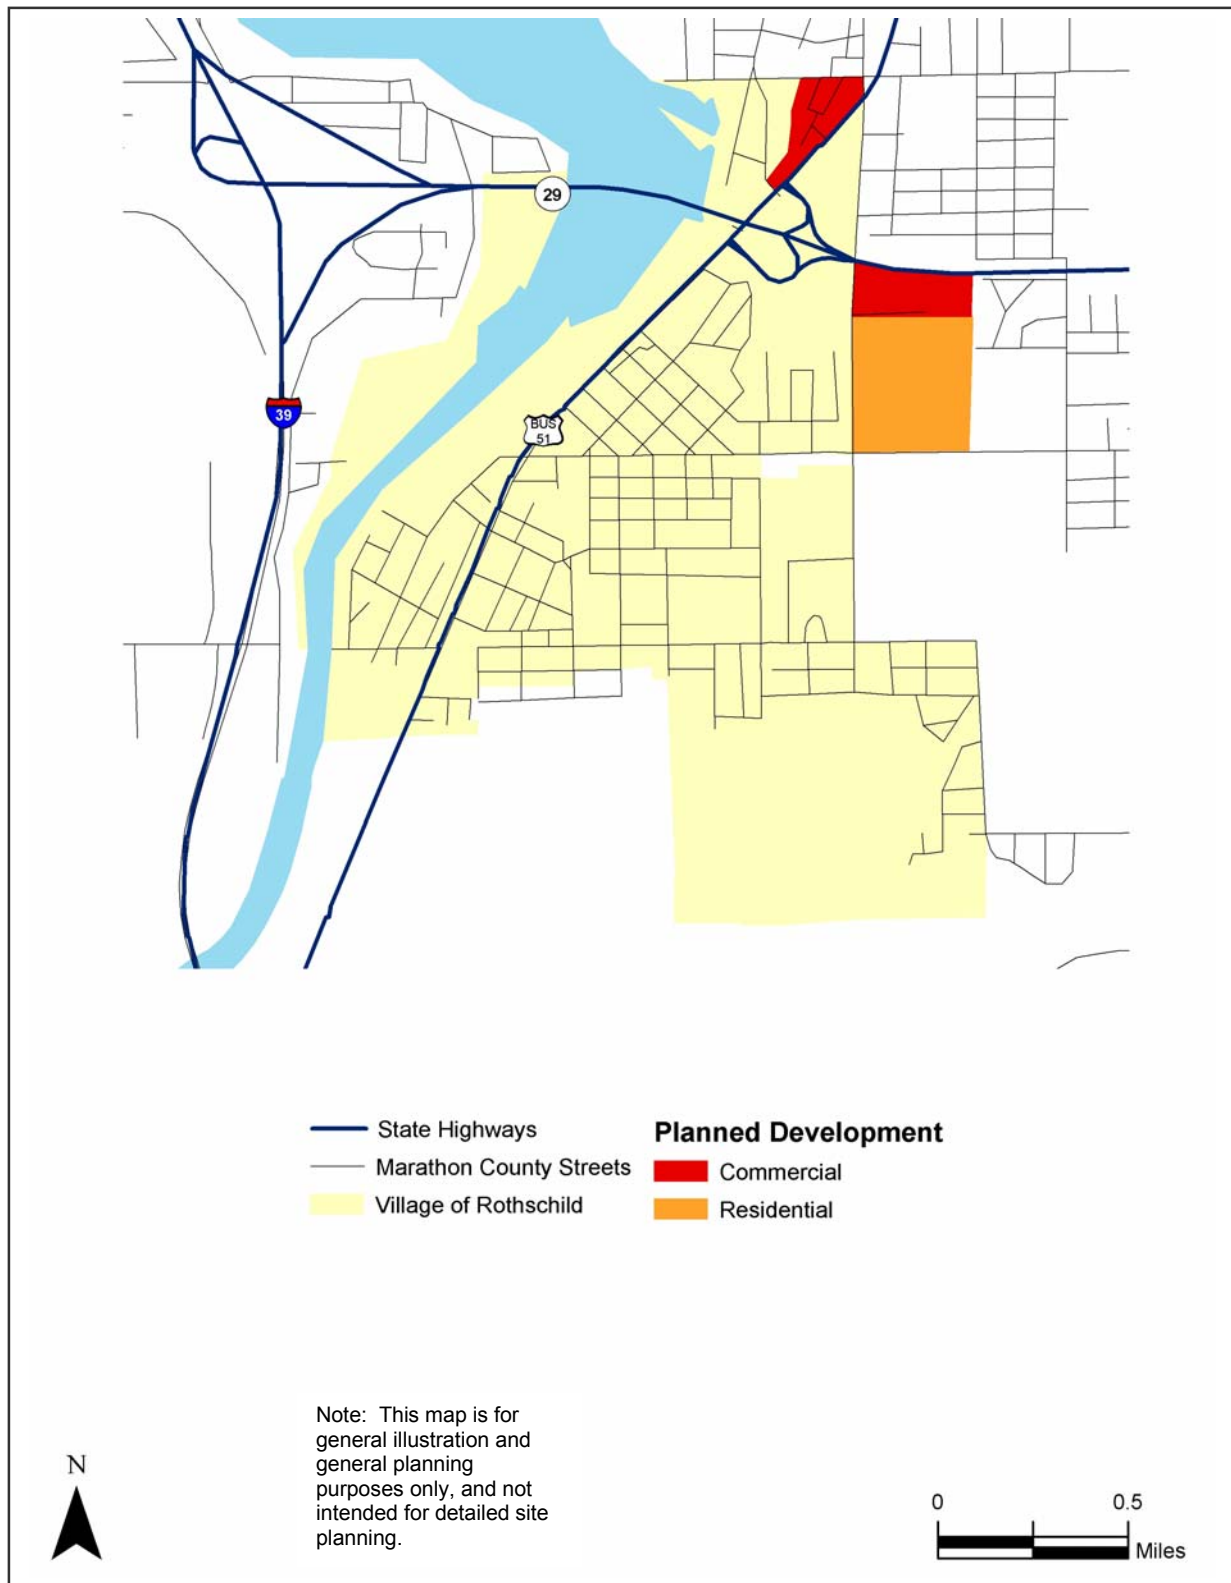 29
39
BUS
51
State Highways
Marathon County Streets
Village of Rothschild
Planned Development
Commercial
Residential
Note: This map is for
general illustration and
general planning
purposes only, and not
intended for detailed site
planning.
N
0 0.5
Miles